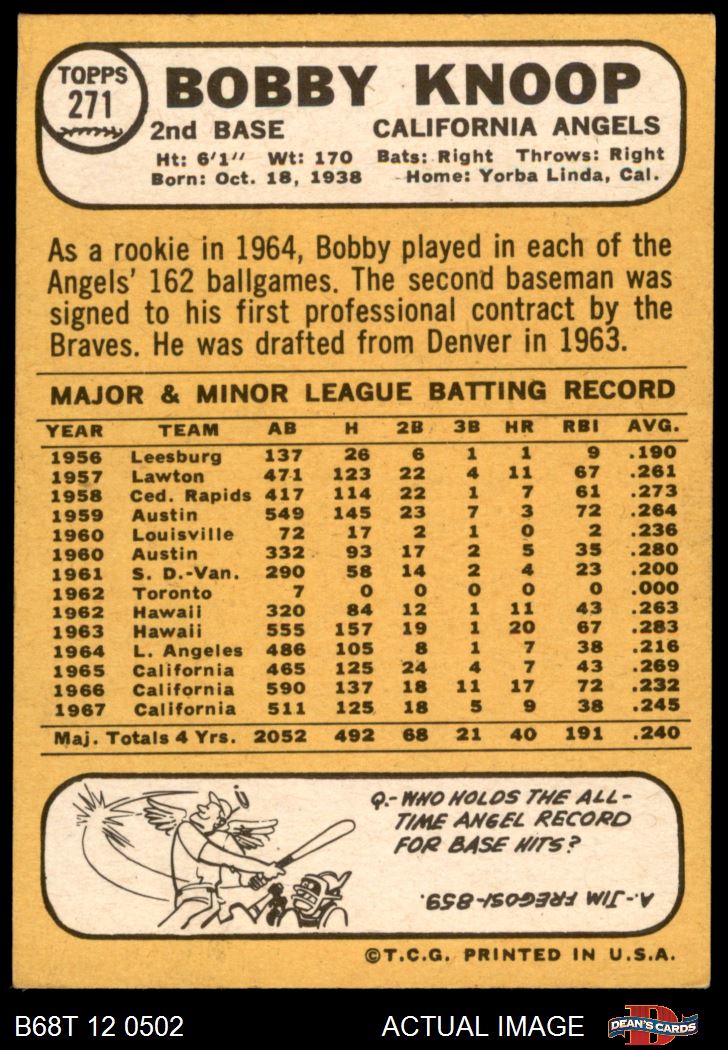 TOPPS
271
BOBBY KNOOP
2nd BASE CALIFORNIA ANGELS
Ht: 6'1" Wt: 170 Bats: Right Throws: Right
Born: Oct. 18, 1938 Home: Yorba Linda, Cal.
As a rookie in 1964, Bobby played in each of the
Angels' 162 ballgames. The second baseman was
signed to his first professional contract by the
Braves. He was drafted from Denver in 1963.
MAJOR & MINOR LEAGUE BATTING RECORD
YEAR TEAM AB H 2B 3B HR RBI AVG.
1956 Leesburg 137 26 6 1 1 9 .190
1957 Lawton 471 123 22 4 11 67 .261
1958 Ced. Rapids 417 114 22 1 7 61 .273
1959 Austin 549 145 23 7 3 72 .264
1960 Louisville 72 17 2 1 0 2 .236
1960 Austin 332 93 17 2 5 35 .280
1961 S. D.-Van. 290 58 14 2 4 23 .200
1962 Toronto 7 0 0 0 0 0 .000
1962 Hawaii 320 84 12 1 11 43 .263
1963 Hawaii 555 157 19 1 20 67 .283
1964 L. Angeles 486 105 8 1 7 38 .216
1965 California 465 125 24 4 7 43 .269
1966 California 590 137 18 11 17 72 .232
1967 California 511 125 18 5 9 38 .245
Maj. Totals 4 Yrs. 2052 492 68 21 40 191 .240
Q.- WHO HOLDS THE ALL-
TIME ANGEL RECORD
FOR BASE HITS?
A.- JIM FREGOSI-859.
©T.C.G. PRINTED IN U.S.A.
B68T 12 0502 ACTUAL IMAGE
D
DEAN'S CARDS